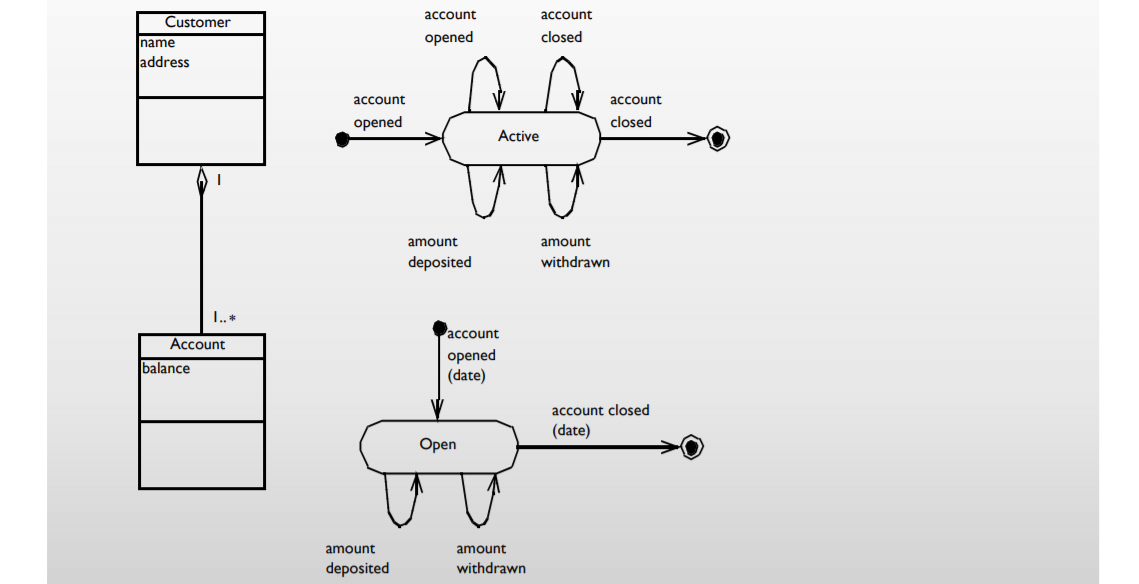 Customer
name
address
1
1..*
Account
balance
account
opened
account
closed
account
opened
Active
account
closed
amount
deposited
amount
withdrawn
account
opened
(date)
Open
account closed
(date)
amount
deposited
amount
withdrawn